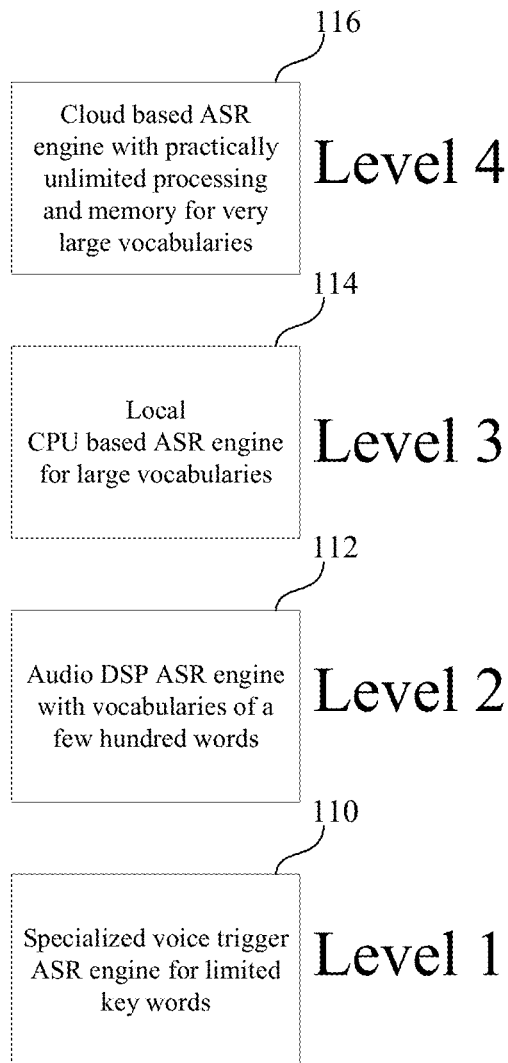 116
Cloud based ASR
engine with practically
unlimited processing
and memory for very
large vocabularies
Level 4
114
Local
CPU based ASR engine
for large vocabularies
Level 3
112
Audio DSP ASR engine
with vocabularies of a
few hundred words
Level 2
110
Specialized voice trigger
ASR engine for limited
key words
Level 1